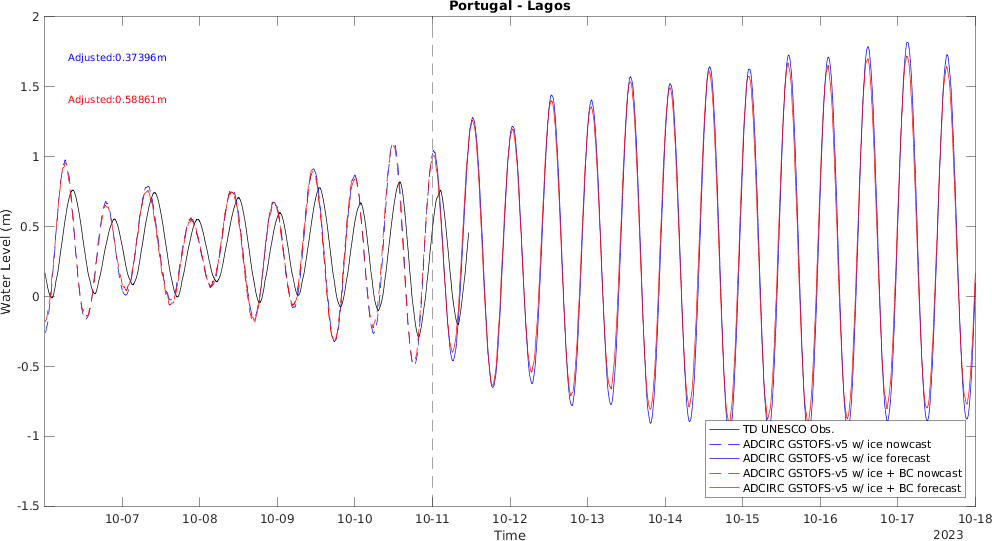 Portugal - Lagos
Adjusted:0.37396m
Adjusted:0.58861m
Water Level (m)
2
1.5
1
0.5
0
-0.5
-1
-1.5
TD UNESCO Obs.
ADCIRC GSTOFS-v5 w/ ice nowcast
ADCIRC GSTOFS-v5 w/ ice forecast
ADCIRC GSTOFS-v5 w/ ice + BC nowcast
ADCIRC GSTOFS-v5 w/ ice + BC forecast
10-07 10-08 10-09 10-10 10-11 10-12 10-13 10-14 10-15 10-16 10-17 10-18
Time
2023